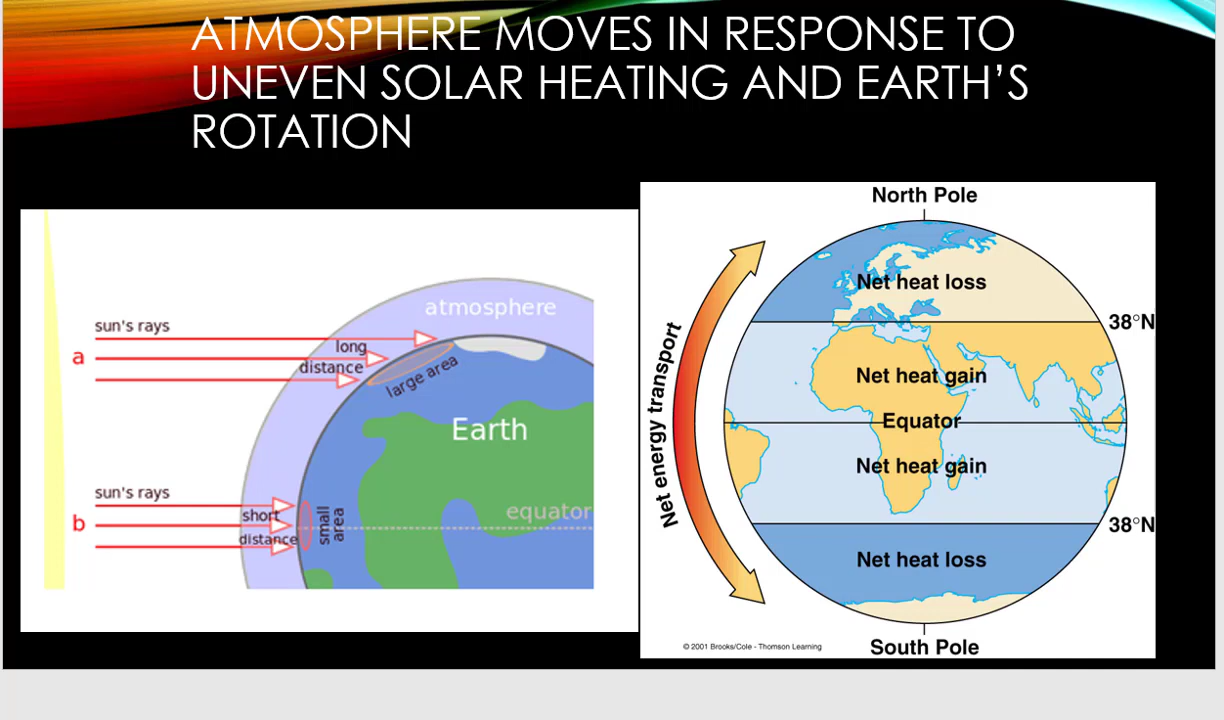 ATMOSPHERE MOVES IN RESPONSE TO
UNEVEN SOLAR HEATING AND EARTH'S
ROTATION
atmosphere
sun's rays
a
long
distance
large area
Earth
sun's rays
b
short
distance
small
area
equator
North Pole
Net heat loss
38°N
Net heat gain
Equator
Net heat gain
38°N
Net heat loss
South Pole
Net energy transport
© 2001 Brooks/Cole - Thomson Learning